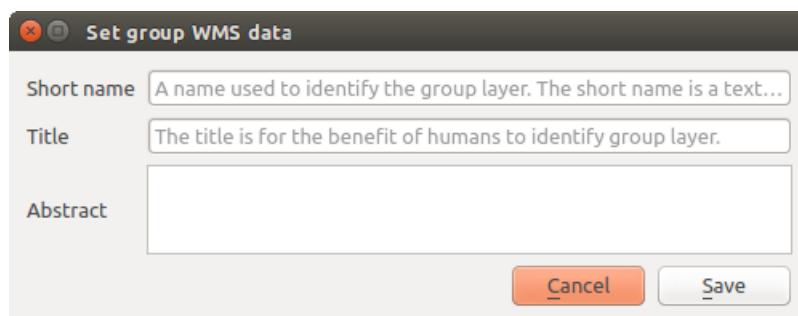 Set group WMS data
Short name A name used to identify the group layer. The short name is a text...
Title The title is for the benefit of humans to identify group layer.
Abstract
Cancel Save